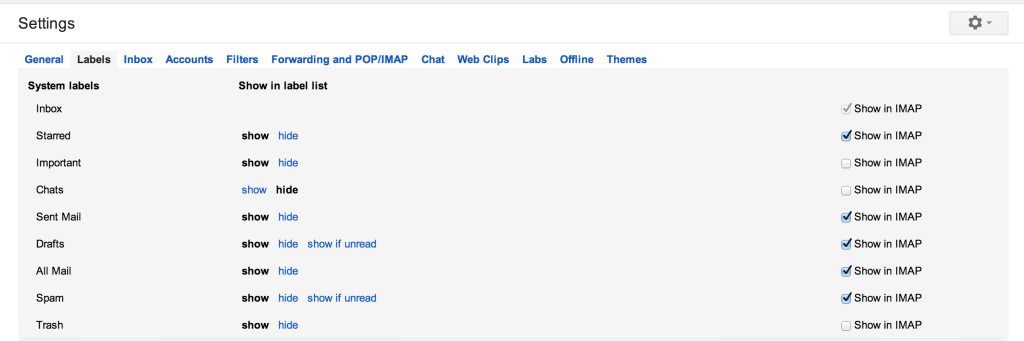 Settings
General Labels Inbox Accounts Filters Forwarding and POP/IMAP Chat Web Clips Labs Offline Themes
System labels Show in label list
Inbox Show in IMAP
Starred show hide Show in IMAP
Important show hide Show in IMAP
Chats show hide Show in IMAP
Sent Mail show hide Show in IMAP
Drafts show hide show if unread Show in IMAP
All Mail show hide Show in IMAP
Spam show hide show if unread Show in IMAP
Trash show hide Show in IMAP